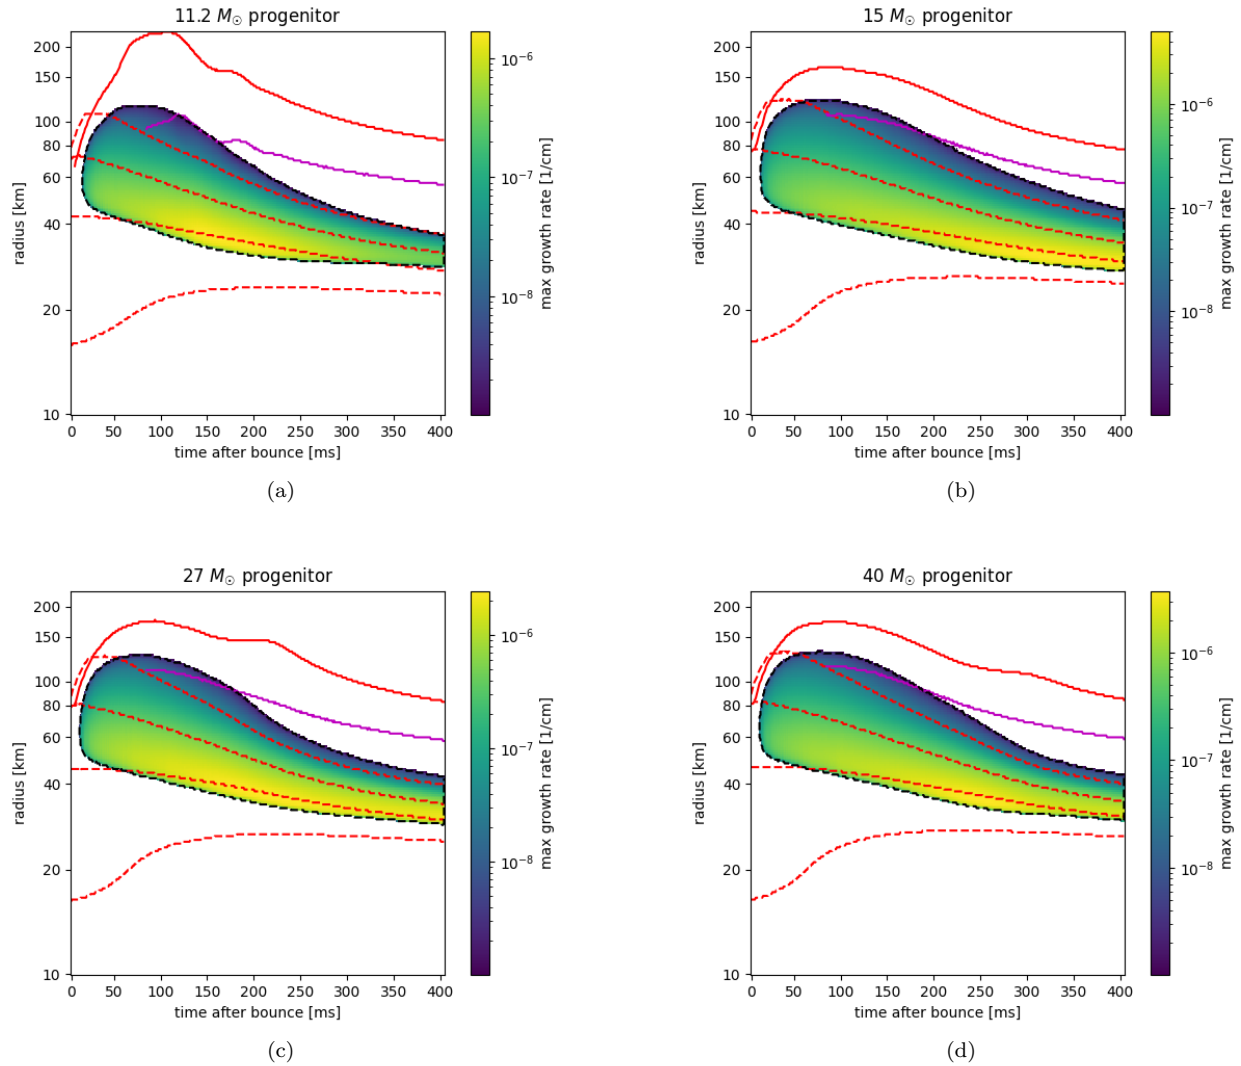 11.2 M☉ progenitor
200
150
100
80
60
40
20
10
radius [km]
0 50 100 150 200 250 300 350 400
time after bounce [ms]
10⁻⁶
10⁻⁷
10⁻⁸
max growth rate [1/cm]
(a)
15 M☉ progenitor
200
150
100
80
60
40
20
10
radius [km]
0 50 100 150 200 250 300 350 400
time after bounce [ms]
10⁻⁶
10⁻⁷
10⁻⁸
max growth rate [1/cm]
(b)
27 M☉ progenitor
200
150
100
80
60
40
20
10
radius [km]
0 50 100 150 200 250 300 350 400
time after bounce [ms]
10⁻⁶
10⁻⁷
10⁻⁸
max growth rate [1/cm]
(c)
40 M☉ progenitor
200
150
100
80
60
40
20
10
radius [km]
0 50 100 150 200 250 300 350 400
time after bounce [ms]
10⁻⁶
10⁻⁷
10⁻⁸
max growth rate [1/cm]
(d)